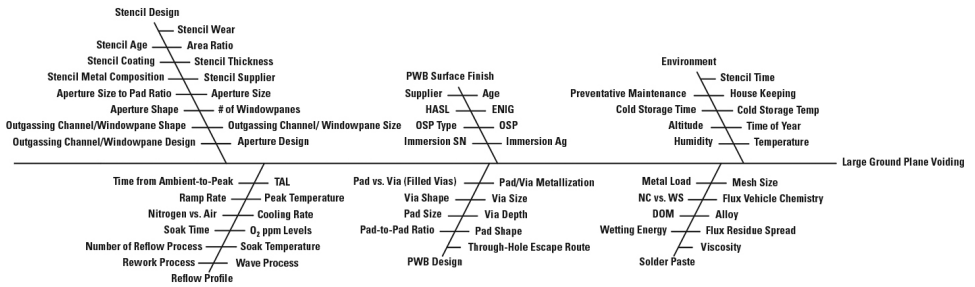 Stencil Design
Stencil Wear
Stencil Age
Area Ratio
Stencil Coating
Stencil Thickness
Stencil Metal Composition
Stencil Supplier
Aperture Size to Pad Ratio
Aperture Size
Aperture Shape
# of Windowpanes
Outgassing Channel/Windowpane Shape
Outgassing Channel/ Windowpane Size
Outgassing Channel/Windowpane Design
Aperture Design
PWB Surface Finish
Supplier
Age
HASL
ENIG
OSP Type
OSP
Immersion SN
Immersion Ag
Environment
Stencil Time
Preventative Maintenance
House Keeping
Cold Storage Time
Cold Storage Temp
Altitude
Time of Year
Humidity
Temperature
Large Ground Plane Voiding
Time from Ambient-to-Peak
TAL
Ramp Rate
Peak Temperature
Nitrogen vs. Air
Cooling Rate
Soak Time
O₂ ppm Levels
Number of Reflow Process
Soak Temperature
Rework Process
Wave Process
Reflow Profile
Pad vs. Via (Filled Vias)
Pad/Via Metallization
Via Shape
Via Size
Pad Size
Via Depth
Pad-to-Pad Ratio
Pad Shape
Through-Hole Escape Route
PWB Design
Metal Load
Mesh Size
NC vs. WS
Flux Vehicle Chemistry
DOM
Alloy
Wetting Energy
Flux Residue Spread
Viscosity
Solder Paste